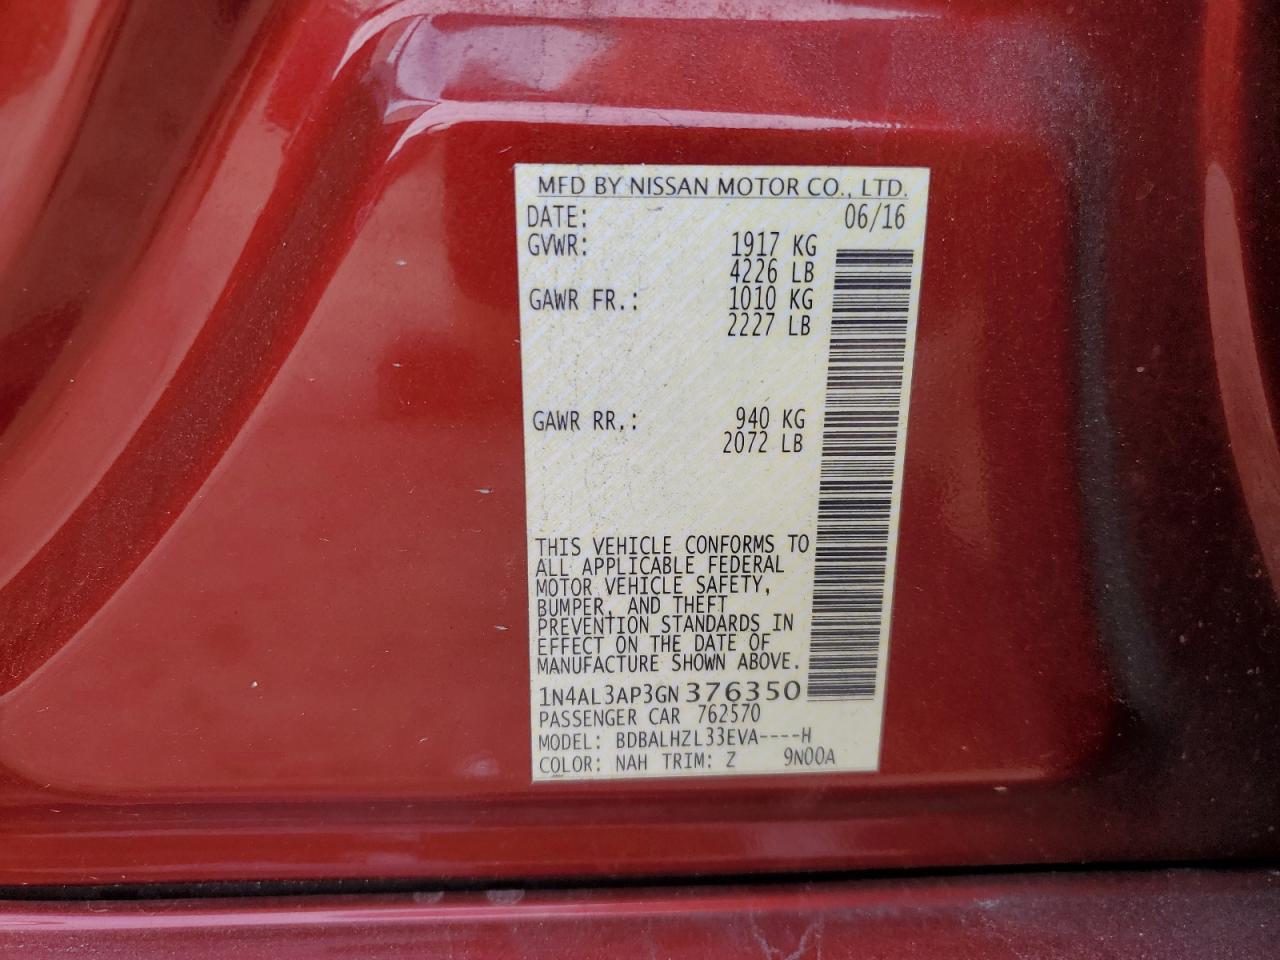 MFD BY NISSAN MOTOR CO., LTD.
DATE: 06/16
GVWR: 1917 KG
4226 LB
GAWR FR.: 1010 KG
2227 LB
GAWR RR.: 940 KG
2072 LB
THIS VEHICLE CONFORMS TO
ALL APPLICABLE FEDERAL
MOTOR VEHICLE SAFETY,
BUMPER, AND THEFT
PREVENTION STANDARDS IN
EFFECT ON THE DATE OF
MANUFACTURE SHOWN ABOVE.
1N4AL3AP3GN376350
PASSENGER CAR 762570
MODEL: BDBALHZL33EVA----H
COLOR: NAH TRIM: Z 9N00A